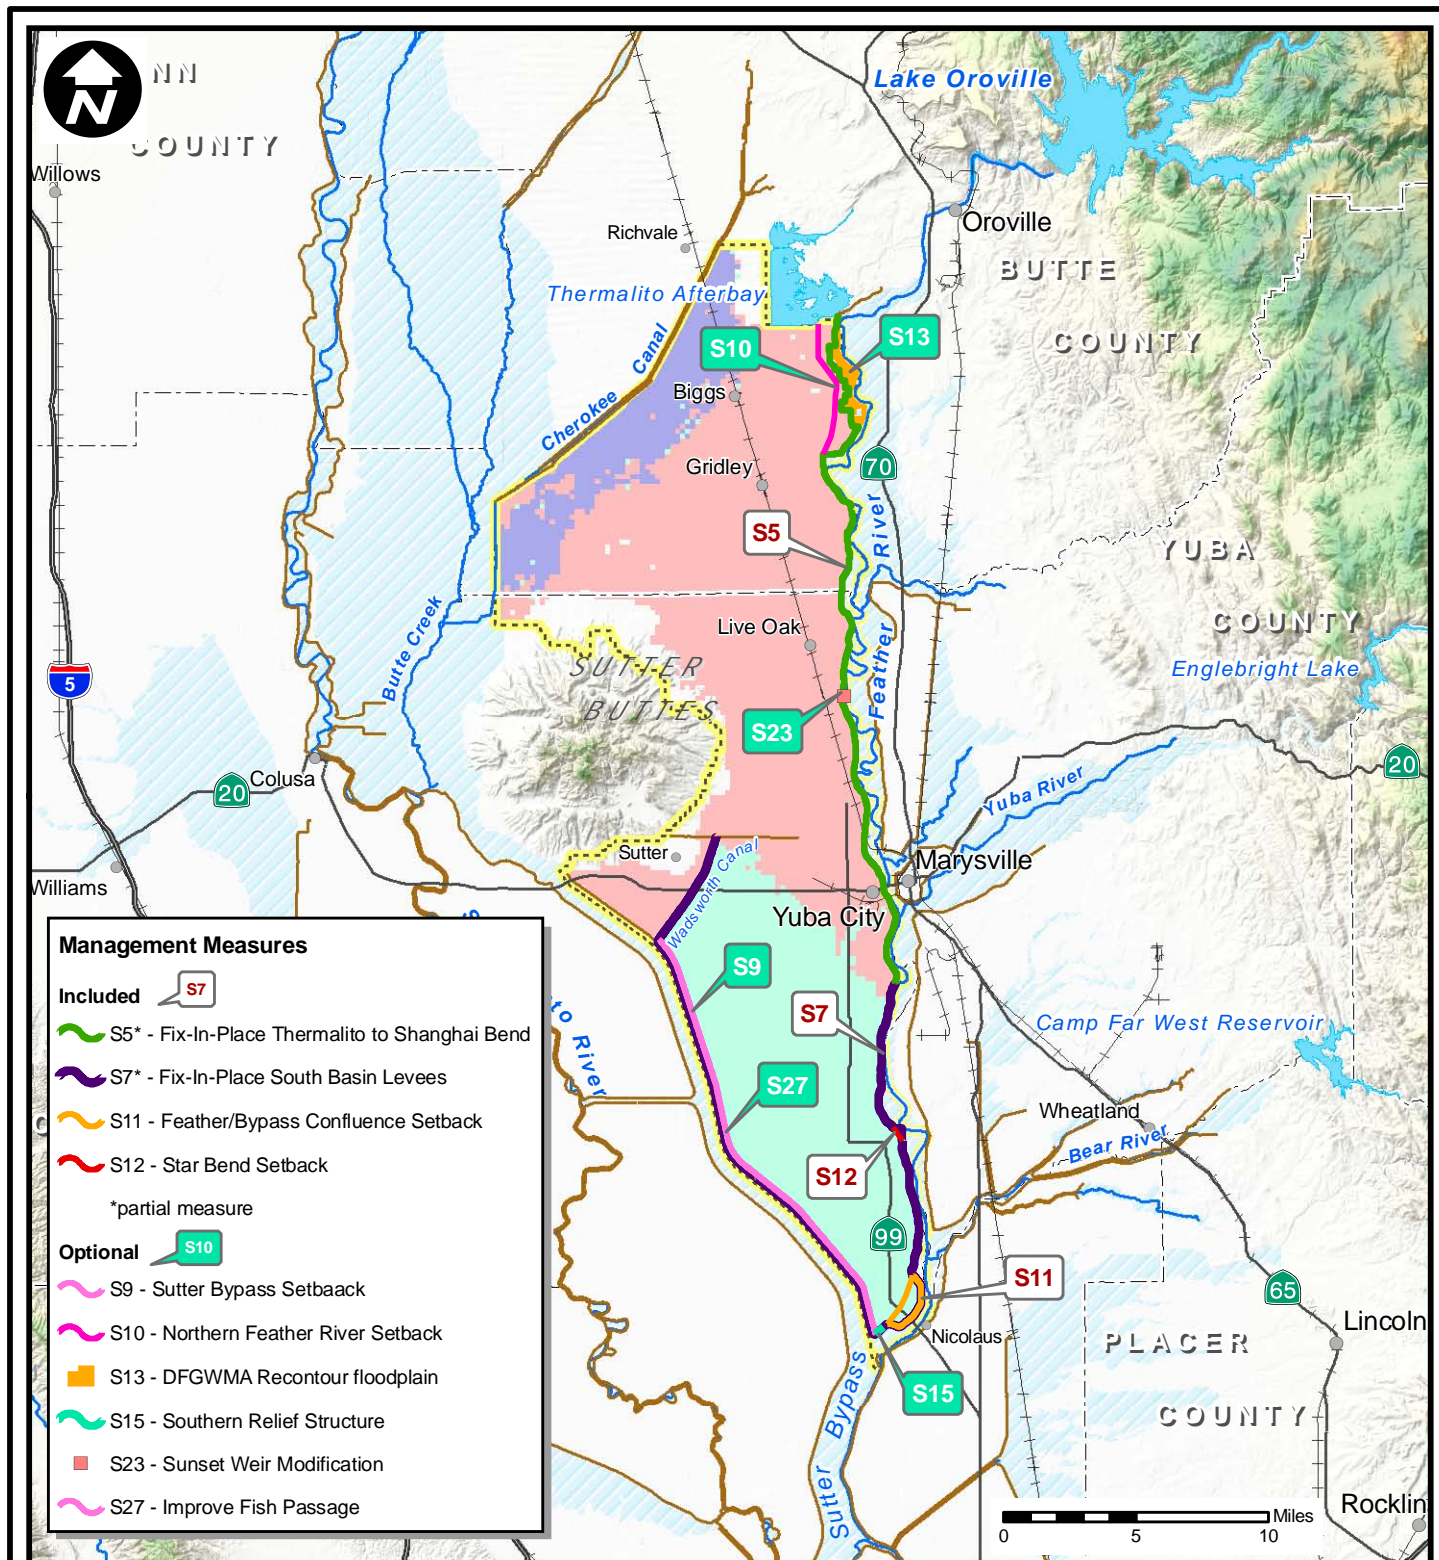 N
NN
COUNTY
Lake Oroville
Willows
Richvale
Oroville
BUTTE
COUNTY
Thermalito Afterbay
S10
S13
Cherokee Canal
Biggs
Gridley
70
S5
Feather River
YUBA
COUNTY
Butte Creek
Live Oak
SUTTER
BUTTES
Englebright Lake
5
S23
Colusa
20
20
Yuba River
Sutter
Wadsworth Canal
Marysville
Williams
Yuba City
S9
S7
Camp Far West Reservoir
to River
S27
Wheatland
Bear River
S12
99
S11
65
Nicolaus
Lincoln
PLACER
COUNTY
S15
Sutter Bypass
Rocklin
Management Measures
Included
S7
S5* - Fix-In-Place Thermalito to Shanghai Bend
S7* - Fix-In-Place South Basin Levees
S11 - Feather/Bypass Confluence Setback
S12 - Star Bend Setback
*partial measure
Optional
S10
S9 - Sutter Bypass Setbaack
S10 - Northern Feather River Setback
S13 - DFGWMA Recontour floodplain
S15 - Southern Relief Structure
S23 - Sunset Weir Modification
S27 - Improve Fish Passage
Miles
0 5 10